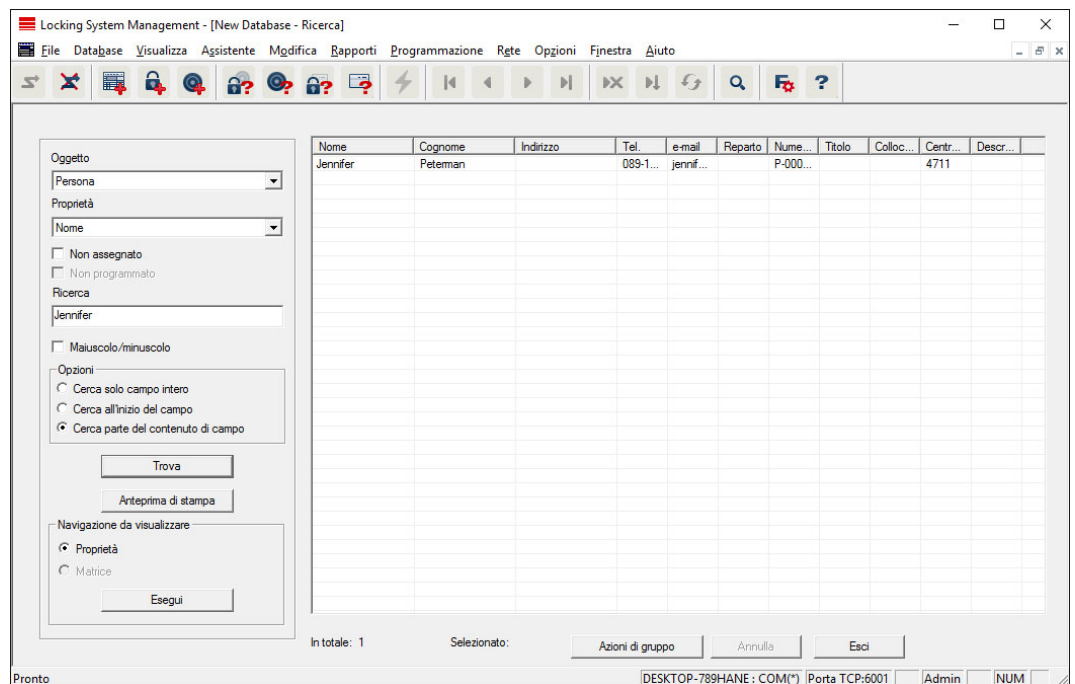 Locking System Management - [New Database - Ricerca]
File Database Visualizza Assistente Modifica Rapporti Programmazione Rete Opzioni Finestra Aiuto
Oggetto
Persona
Proprietà
Nome
Non assegnato
Non programmato
Ricerca
Jennifer
Maiuscolo/minuscolo
Opzioni
Cerca solo campo intero
Cerca all'inizio del campo
Cerca parte del contenuto di campo
Trova
Anteprima di stampa
Navigazione da visualizzare
Proprietà
Matrice
Esegui
Nome Cognome Indirizzo Tel. e-mail Reparto Nume... Titolo Colloc... Centr... Descr...
Jennifer Peterman 089-1... jennif... P-000... 4711
In totale: 1 Selezionato: Azioni di gruppo Annulla Esci
Pronto DESKTOP-789HANE : COM(*) Porta TCP:6001 Admin NUM